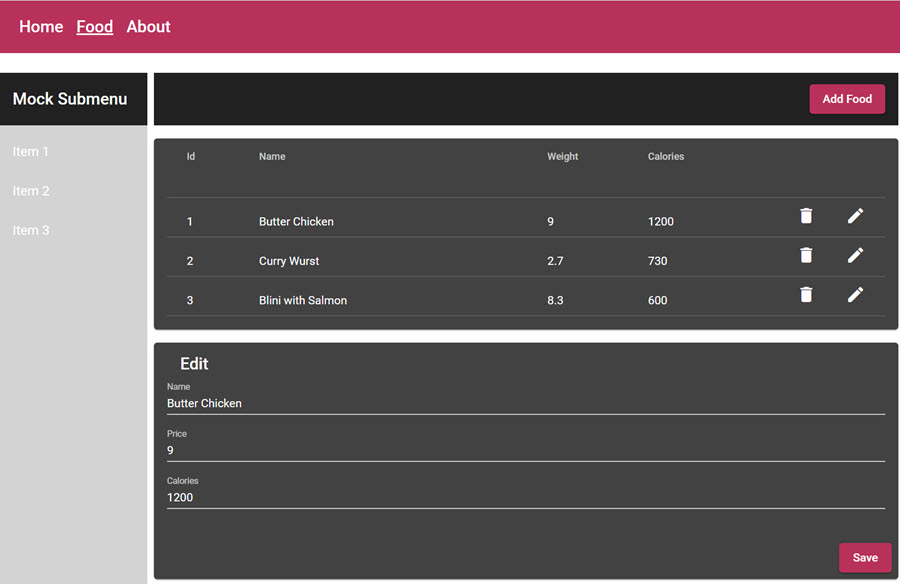 Home Food About
Mock Submenu
Add Food
Item 1
Item 2
Item 3
Id Name Weight Calories
1 Butter Chicken 9 1200
2 Curry Wurst 2.7 730
3 Blini with Salmon 8.3 600
Edit
Name
Butter Chicken
Price
9
Calories
1200
Save